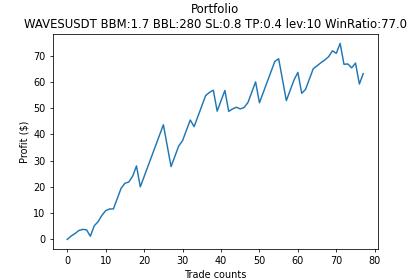 Portfolio
WAVESUSDT BBM:1.7 BBL:280 SL:0.8 TP:0.4 lev:10 WinRatio:77.0
70
60
50
40
30
20
10
0
Profit ($)
0 10 20 30 40 50 60 70 80
Trade counts